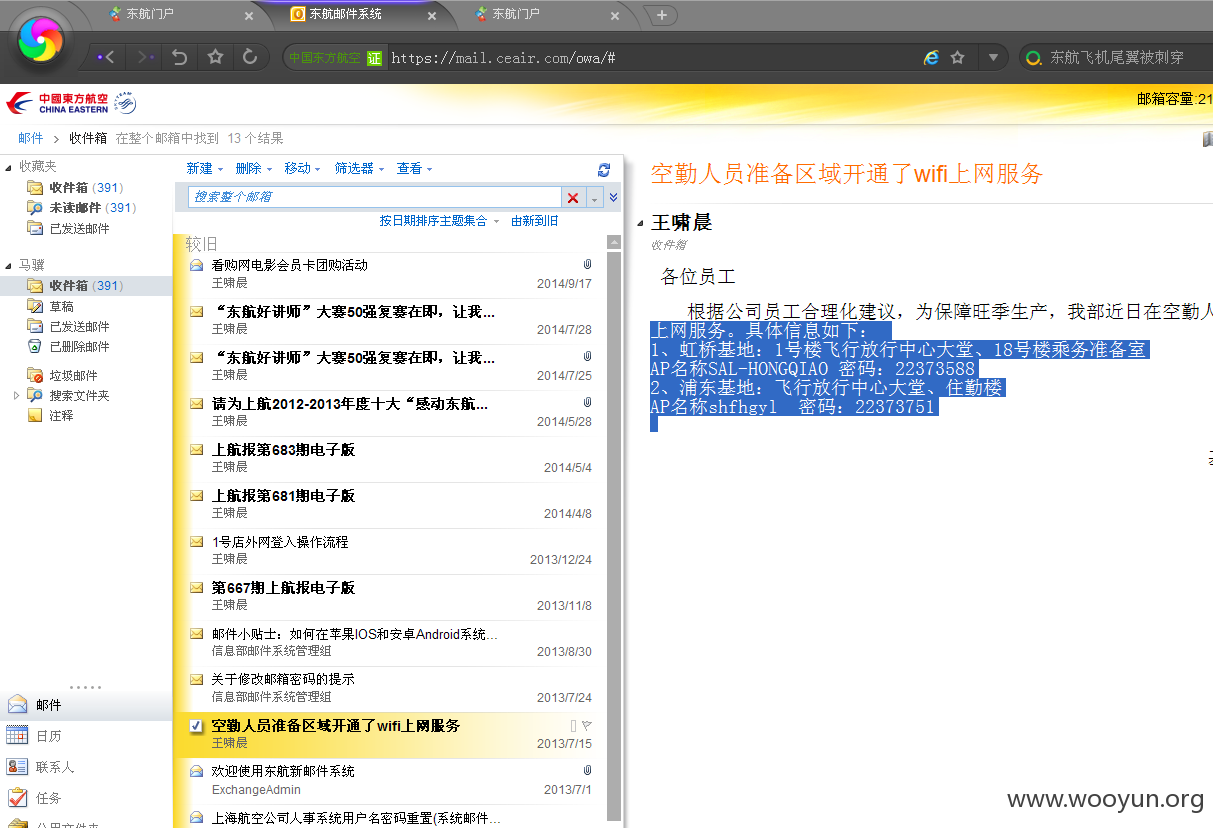 东航门户
东航邮件系统
东航门户
中国东方航空 证 https://mail.ceair.com/owa/#
东航飞机尾翼被刺穿
中國東方航空
CHINA EASTERN
邮箱容量:21
邮件 > 收件箱 在整个邮箱中找到 13 个结果
收藏夹
收件箱 (391)
未读邮件 (391)
已发送邮件
马骥
收件箱 (391)
草稿
已发送邮件
已删除邮件
垃圾邮件
搜索文件夹
注释
邮件
日历
联系人
任务
公用文件夹
新建 删除 移动 筛选器 查看
搜索整个邮箱
按日期排序主题集合 由新到旧
较旧
看购网电影会员卡团购活动
王啸晨 2014/9/17
“东航好讲师”大赛50强复赛在即，让我...
王啸晨 2014/7/28
“东航好讲师”大赛50强复赛在即，让我...
王啸晨 2014/7/25
请为上航2012-2013年度十大“感动东航...
王啸晨 2014/5/28
上航报第683期电子版
王啸晨 2014/5/4
上航报第681期电子版
王啸晨 2014/4/8
1号店外网登入操作流程
王啸晨 2013/12/24
第667期上航报电子版
王啸晨 2013/11/8
邮件小贴士：如何在苹果IOS和安卓Android系统...
信息部邮件系统管理组 2013/8/30
关于修改邮箱密码的提示
信息部邮件系统管理组 2013/7/24
空勤人员准备区域开通了wifi上网服务
王啸晨 2013/7/15
欢迎使用东航新邮件系统
ExchangeAdmin 2013/7/1
上海航空公司人事系统用户名密码重置(系统邮件...
空勤人员准备区域开通了wifi上网服务
王啸晨
收件箱
各位员工
根据公司员工合理化建议，为保障旺季生产，我部近日在空勤人
上网服务。具体信息如下：
1、虹桥基地：1号楼飞行放行中心大堂、18号楼乘务准备室
AP名称SAL-HONGQIAO 密码：22373588
2、浦东基地：飞行放行中心大堂、住勤楼
AP名称shfhgyl 密码：22373751
www.wooyun.org